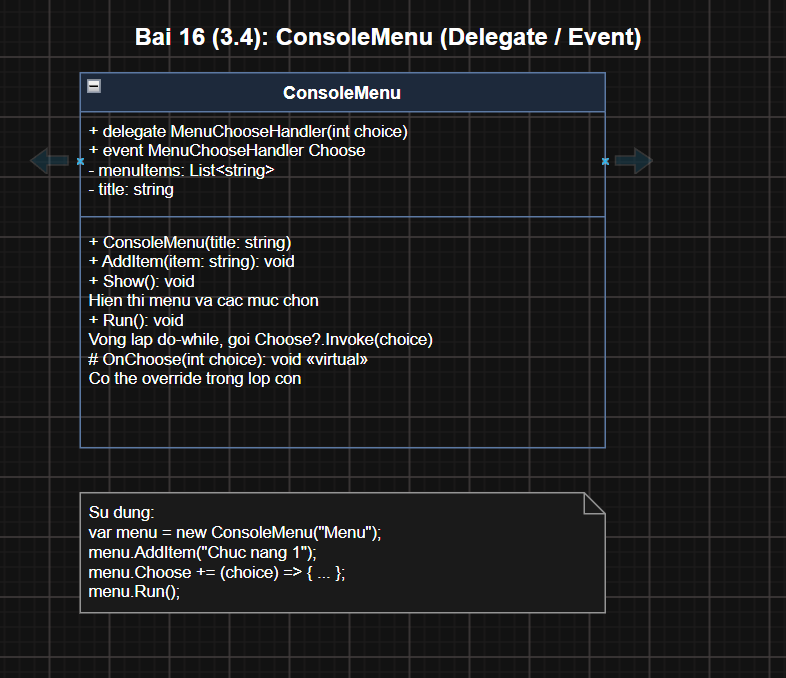 Bai 16 (3.4): ConsoleMenu (Delegate / Event)
ConsoleMenu
+ delegate MenuChooseHandler(int choice)
+ event MenuChooseHandler Choose
- menuItems: List<string>
- title: string
+ ConsoleMenu(title: string)
+ AddItem(item: string): void
+ Show(): void
Hien thi menu va cac muc chon
+ Run(): void
Vong lap do-while, goi Choose?.Invoke(choice)
# OnChoose(int choice): void «virtual»
Co the override trong lop con
Su dung:
var menu = new ConsoleMenu("Menu");
menu.AddItem("Chuc nang 1");
menu.Choose += (choice) => { ... };
menu.Run();